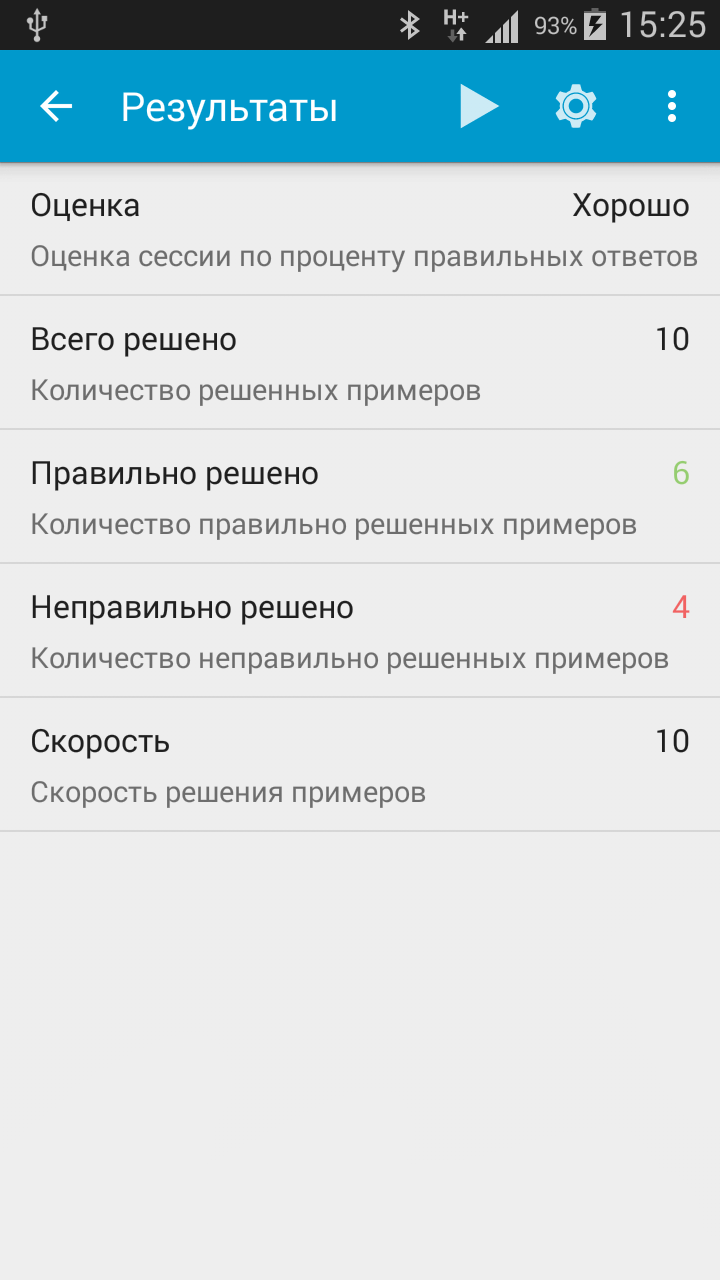 H+ 93% 15:25
Результаты
Оценка Хорошо
Оценка сессии по проценту правильных ответов
Всего решено 10
Количество решенных примеров
Правильно решено 6
Количество правильно решенных примеров
Неправильно решено 4
Количество неправильно решенных примеров
Скорость 10
Скорость решения примеров